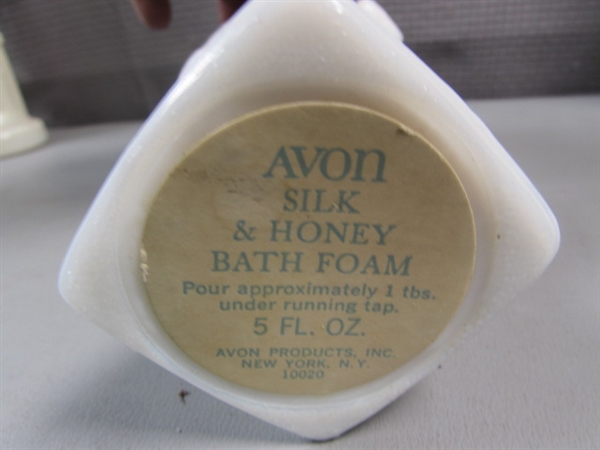 AVON
SILK
& HONEY
BATH FOAM
Pour approximately 1 tbs.
under running tap.
5 FL. OZ.
AVON PRODUCTS, INC.
NEW YORK, N.Y.
10020